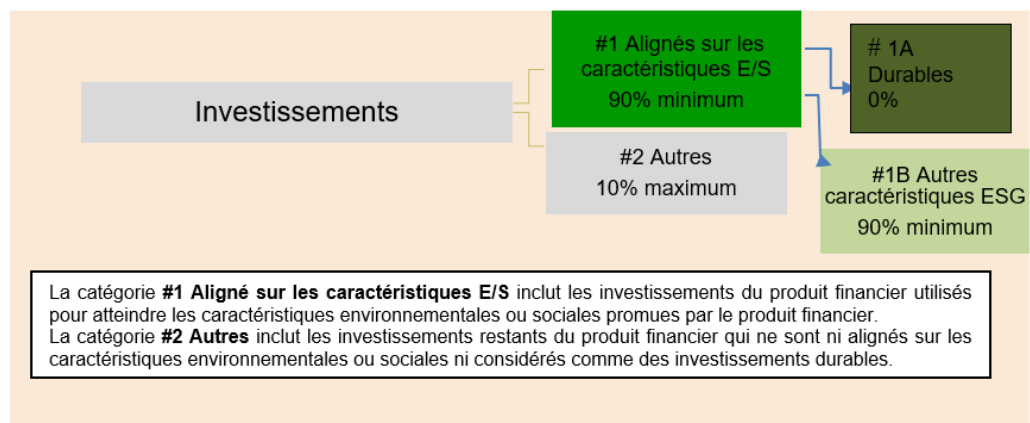 Investissements
#1 Alignés sur les
caractéristiques E/S
90% minimum
#2 Autres
10% maximum
# 1A
Durables
0%
#1B Autres
caractéristiques ESG
90% minimum
La catégorie #1 Aligné sur les caractéristiques E/S inclut les investissements du produit financier utilisés
pour atteindre les caractéristiques environnementales ou sociales promues par le produit financier.
La catégorie #2 Autres inclut les investissements restants du produit financier qui ne sont ni alignés sur les
caractéristiques environnementales ou sociales ni considérés comme des investissements durables.